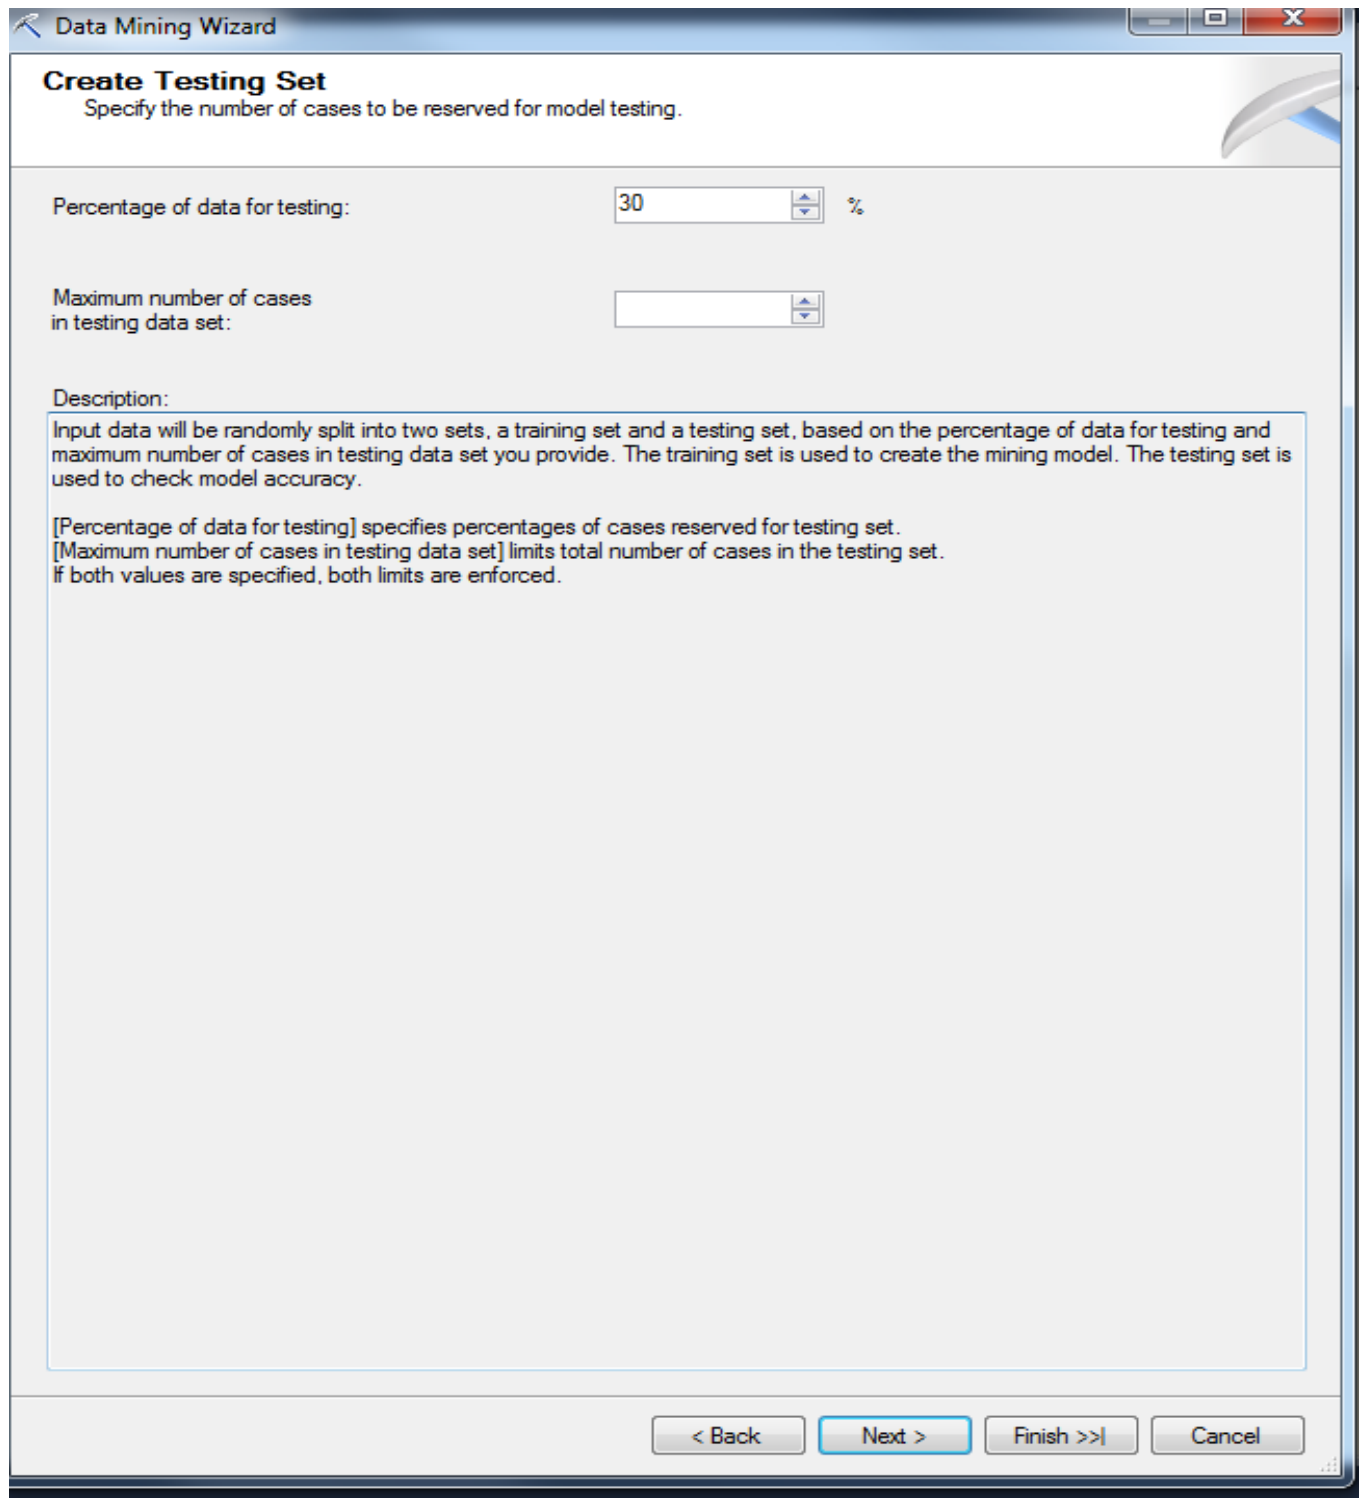 Data Mining Wizard
Create Testing Set
Specify the number of cases to be reserved for model testing.
Percentage of data for testing:
30
%
Maximum number of cases
in testing data set:
Description:
Input data will be randomly split into two sets, a training set and a testing set, based on the percentage of data for testing and
maximum number of cases in testing data set you provide. The training set is used to create the mining model. The testing set is
used to check model accuracy.
[Percentage of data for testing] specifies percentages of cases reserved for testing set.
[Maximum number of cases in testing data set] limits total number of cases in the testing set.
If both values are specified, both limits are enforced.
< Back
Next >
Finish >>|
Cancel